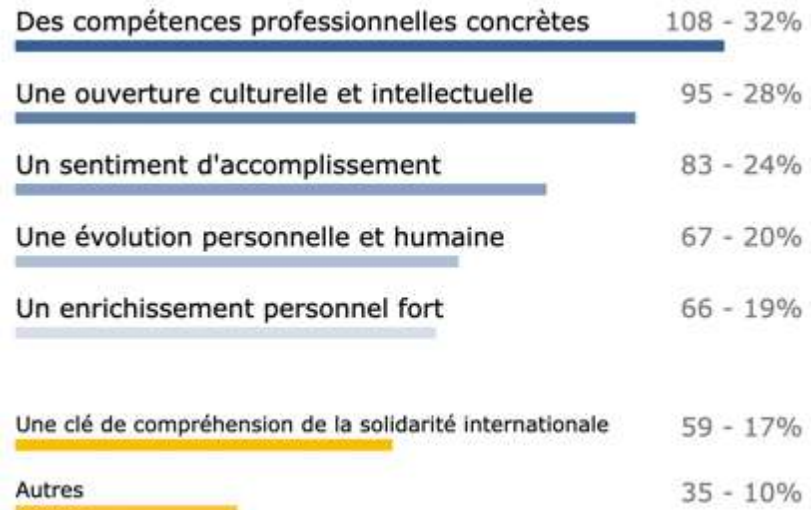 Des compétences professionnelles concrètes 108 - 32%
Une ouverture culturelle et intellectuelle 95 - 28%
Un sentiment d'accomplissement 83 - 24%
Une évolution personnelle et humaine 67 - 20%
Un enrichissement personnel fort 66 - 19%
Une clé de compréhension de la solidarité internationale 59 - 17%
Autres 35 - 10%